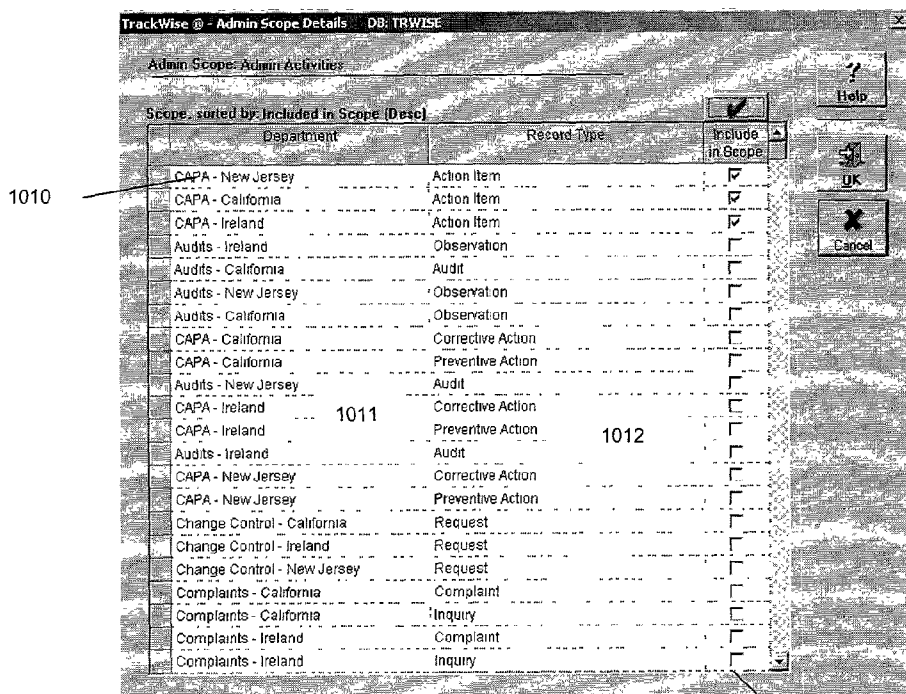 TrackWise @ - Admin Scope Details DB: TRWISE
Admin Scope: Admin Activities
Help
Scope, sorted by: Included in Scope (Desc)
Department Record Type Include in Scope
OK
Cancel
1010
CAPA - New Jersey Action Item
CAPA - California Action Item
CAPA - Ireland Action Item
Audits - Ireland Observation
Audits - California Audit
Audits - New Jersey Observation
Audits - California Observation
CAPA - California Corrective Action
CAPA - California Preventive Action
Audits - New Jersey Audit
CAPA - Ireland Corrective Action
1011
CAPA - Ireland Preventive Action
1012
Audits - Ireland Audit
CAPA - New Jersey Corrective Action
CAPA - New Jersey Preventive Action
Change Control - California Request
Change Control - Ireland Request
Change Control - New Jersey Request
Complaints - California Complaint
Complaints - California Inquiry
Complaints - Ireland Complaint
Complaints - Ireland Inquiry